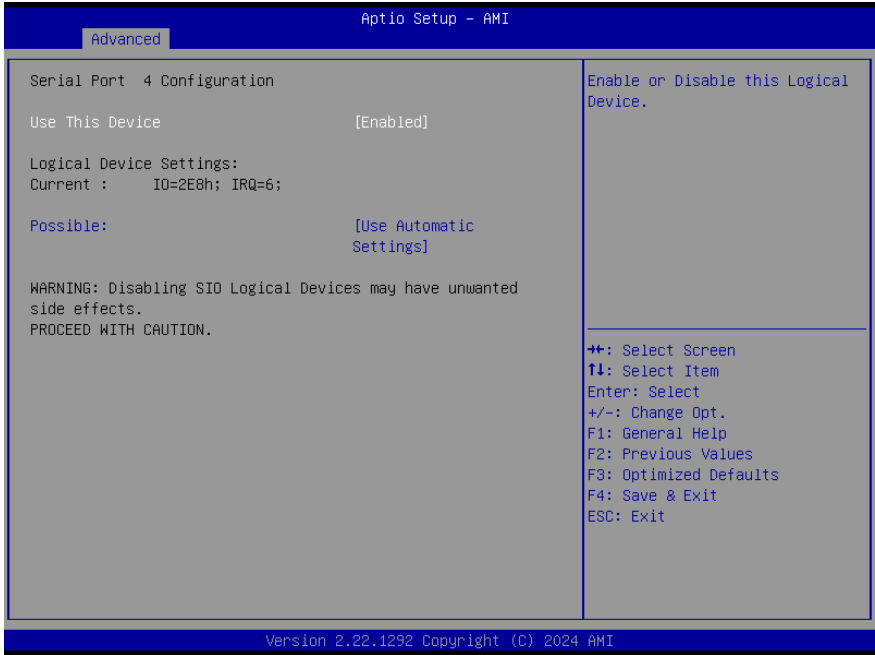 Aptio Setup – AMI
Advanced
Serial Port 4 Configuration
Use This Device [Enabled]
Logical Device Settings:
Current : IO=2E8h; IRQ=6;
Possible: [Use Automatic
Settings]
WARNING: Disabling SIO Logical Devices may have unwanted
side effects.
PROCEED WITH CAUTION.
Enable or Disable this Logical
Device.
→←: Select Screen
↑↓: Select Item
Enter: Select
+/-: Change Opt.
F1: General Help
F2: Previous Values
F3: Optimized Defaults
F4: Save & Exit
ESC: Exit
Version 2.22.1292 Copyright (C) 2024 AMI